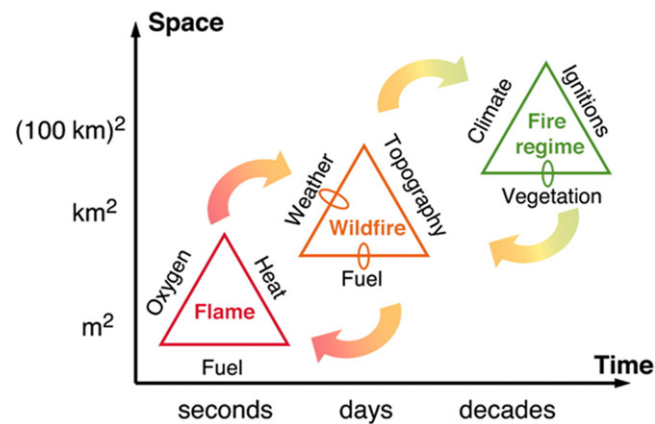 Space
(100 km)²
km²
m²
Climate
Ignitions
Fire
regime
Vegetation
Weather
Topography
Wildfire
Fuel
Oxygen
Heat
Flame
Fuel
Time
seconds
days
decades